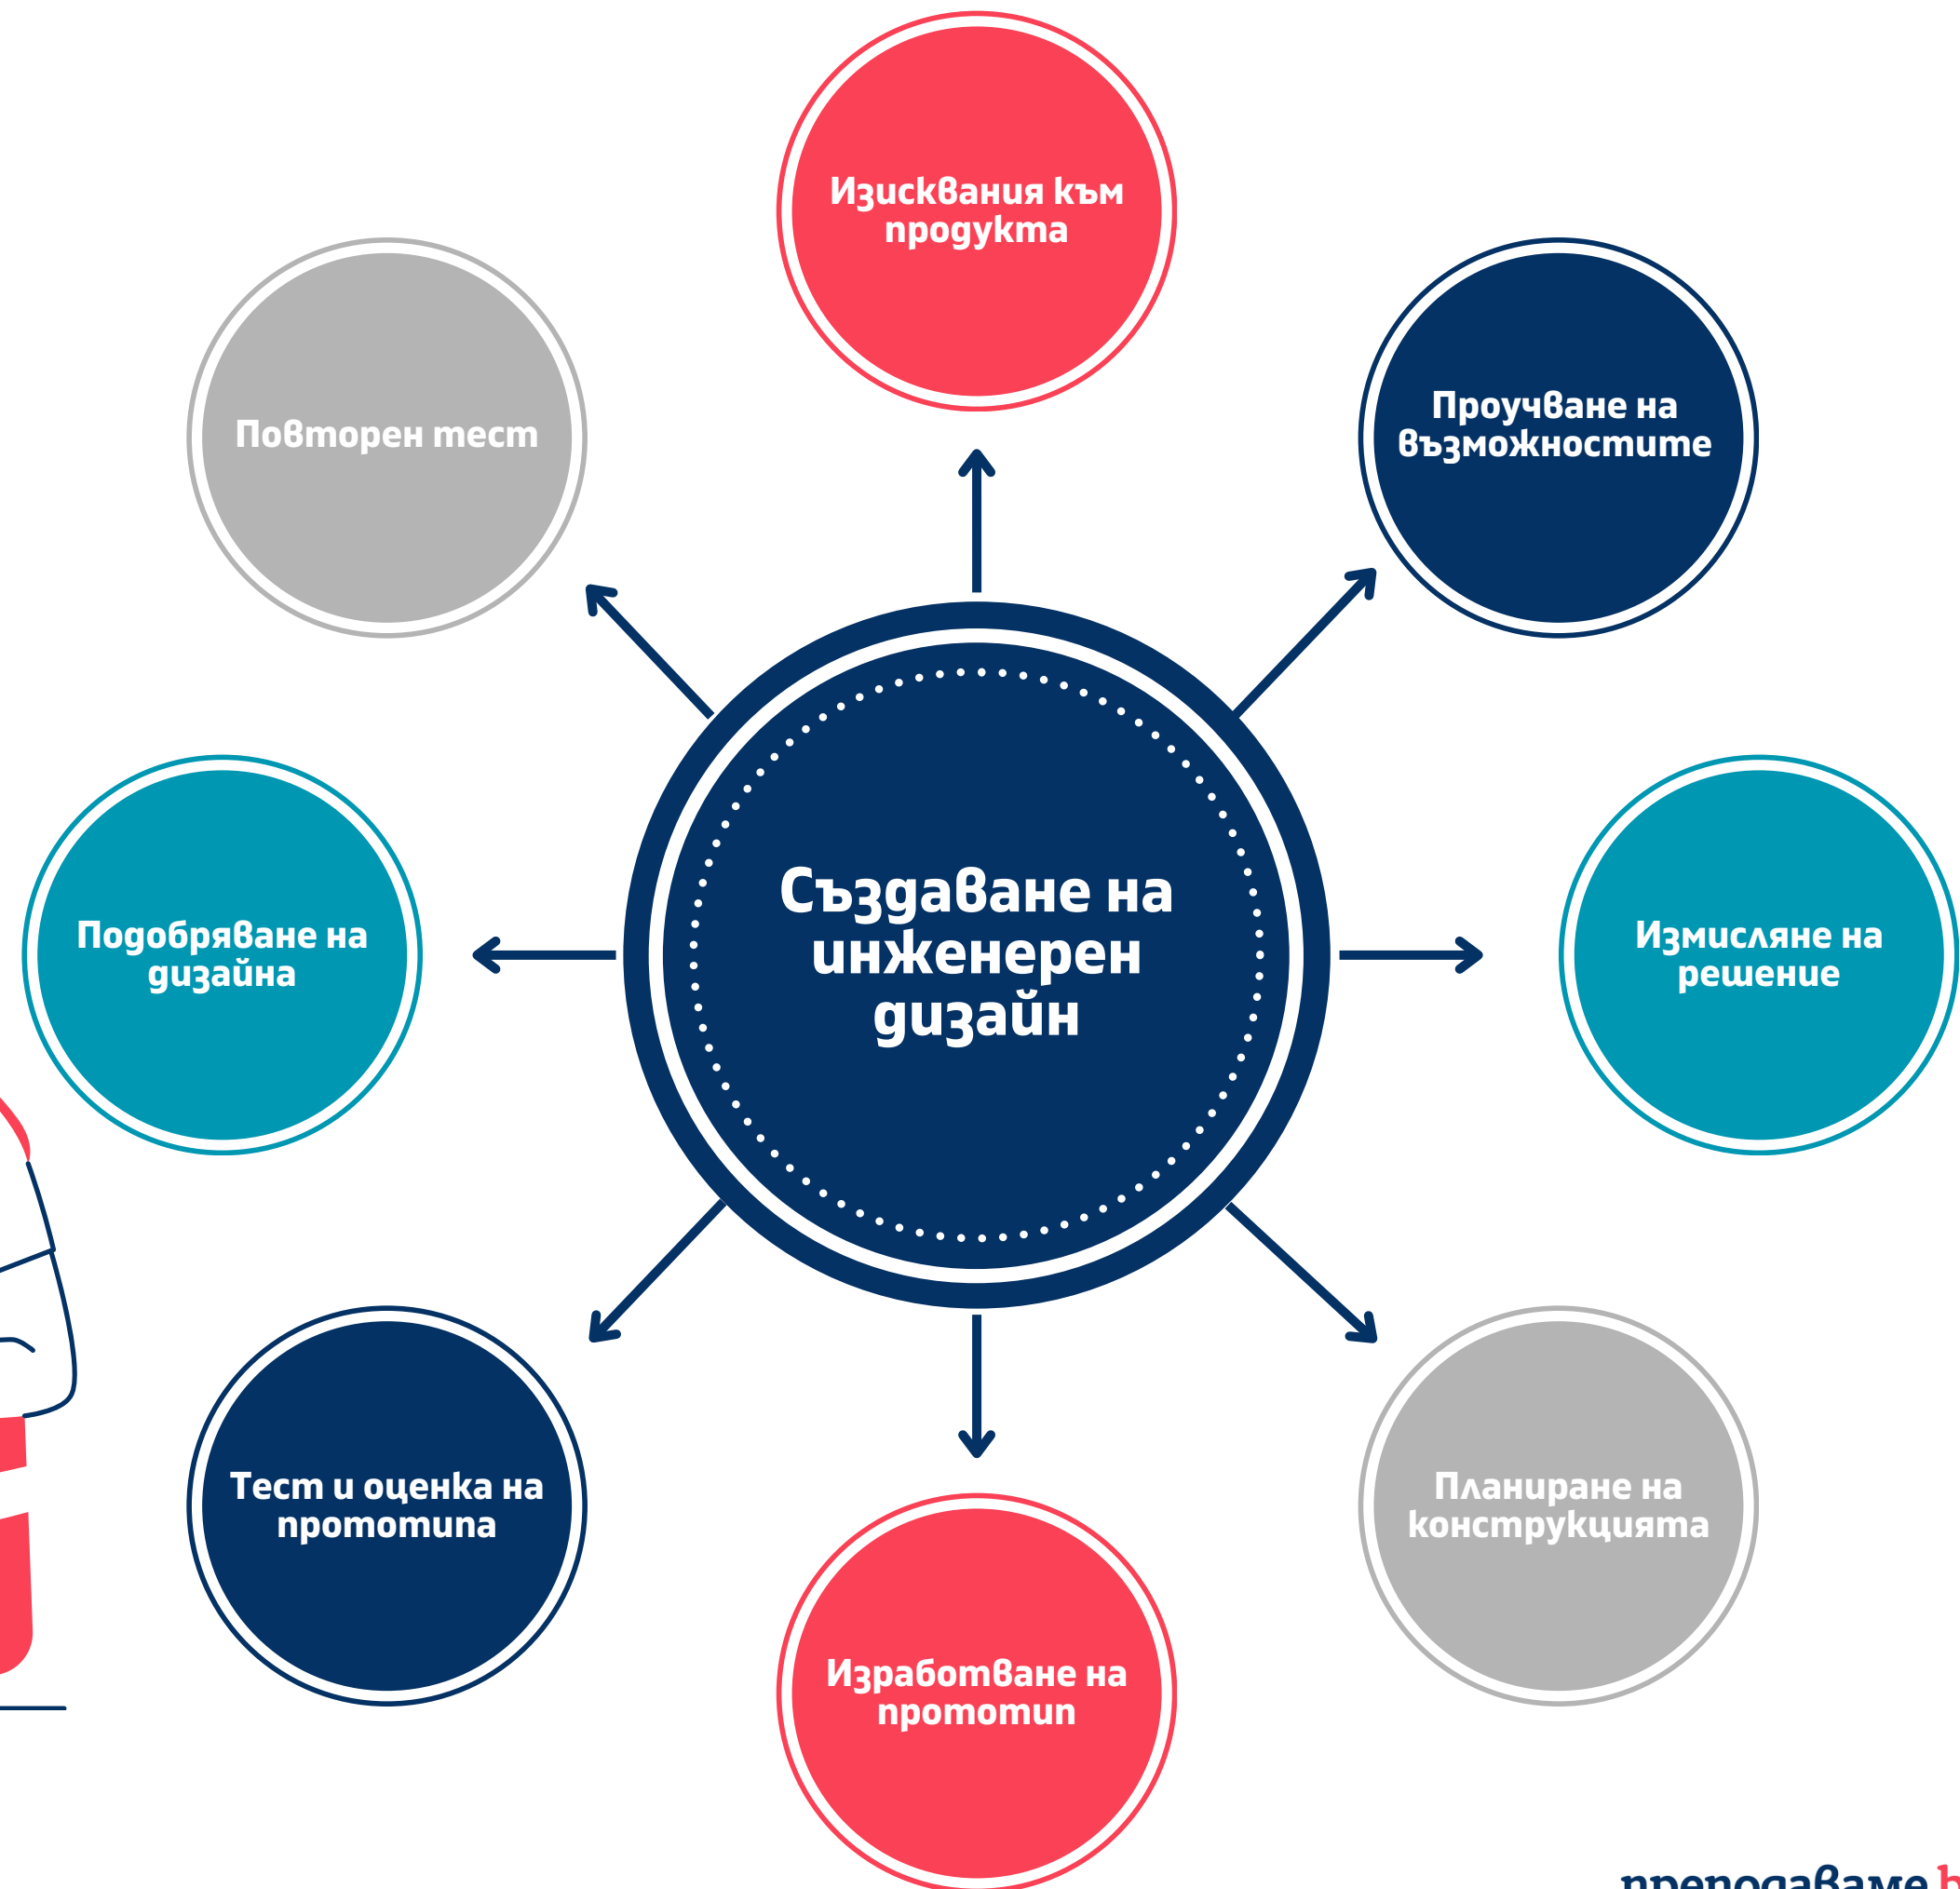 Изисквания към
продукта
Проучване на
възможностите
Повторен тест
Създаване на
инженерен
дизайн
Измисляне на
решение
Подобряване на
дизайна
Планиране на
конструкцията
Тест и оценка на
прототипа
Изработване на
прототип
преподаваме